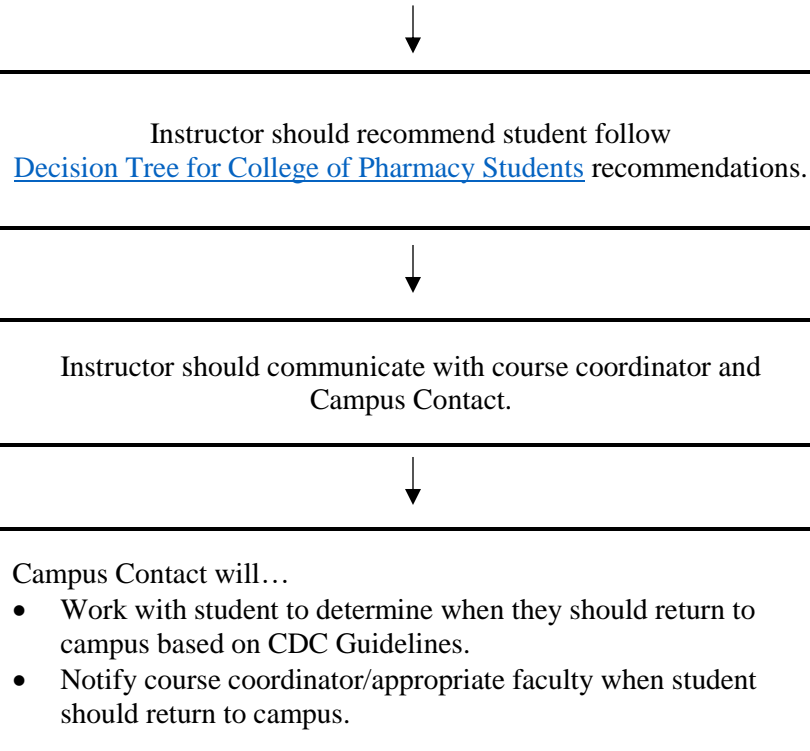 Instructor should recommend student follow
Decision Tree for College of Pharmacy Students recommendations.
Instructor should communicate with course coordinator and
Campus Contact.
Campus Contact will…
• Work with student to determine when they should return to
campus based on CDC Guidelines.
• Notify course coordinator/appropriate faculty when student
should return to campus.